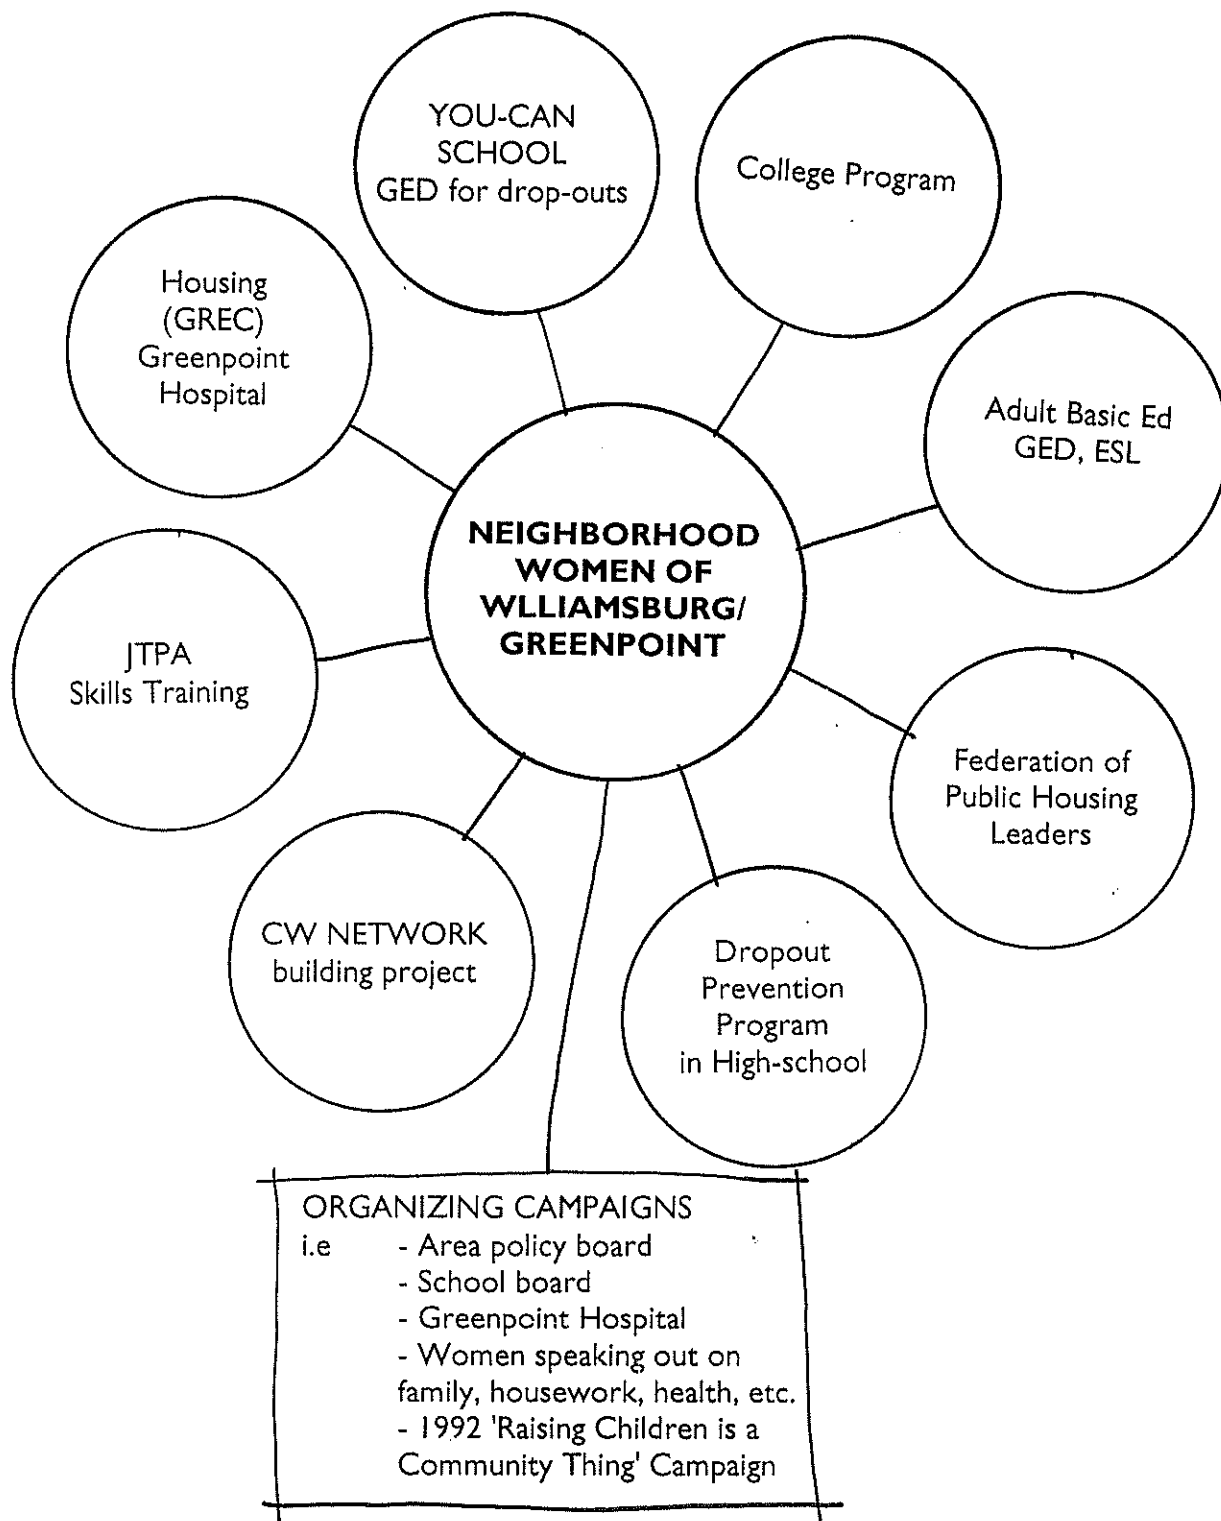 YOU-CAN
SCHOOL
GED for drop-outs
College Program
Housing
(GREC)
Greenpoint
Hospital
Adult Basic Ed
GED, ESL
NEIGHBORHOOD
WOMEN OF
WLLIAMSBURG/
GREENPOINT
JTPA
Skills Training
Federation of
Public Housing
Leaders
CW NETWORK
building project
Dropout
Prevention
Program
in High-school
ORGANIZING CAMPAIGNS
i.e - Area policy board
- School board
- Greenpoint Hospital
- Women speaking out on
family, housework, health, etc.
- 1992 'Raising Children is a
Community Thing' Campaign